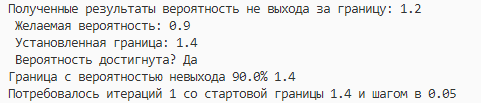 Полученные результаты вероятность не выхода за границу: 1.2
Желаемая вероятность: 0.9
Установленная граница: 1.4
Вероятность достигнута? Да
Граница с вероятностью невыхода 90.0% 1.4
Потребовалось итераций 1 со стартовой границы 1.4 и шагом в 0.05